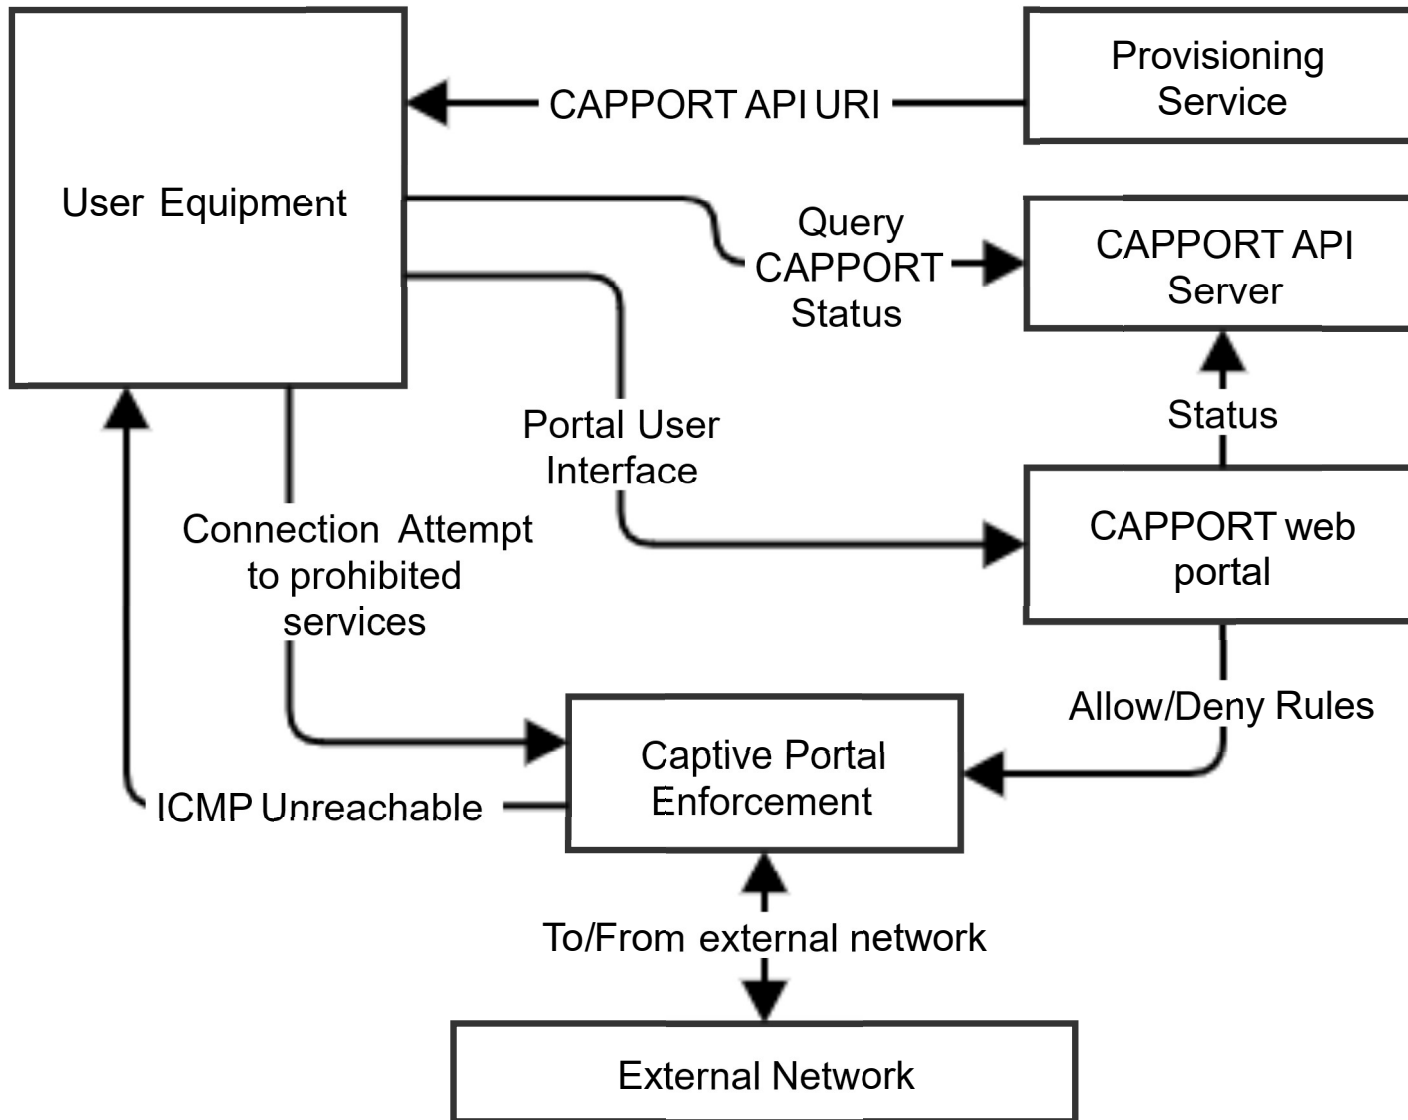 Provisioning
Service
CAPPORT API URI
User Equipment
Query
CAPPORT
Status
CAPPORT API
Server
Status
Portal User
Interface
Connection Attempt
to prohibited
services
CAPPORT web
portal
Allow/Deny Rules
Captive Portal
Enforcement
ICMP Unreachable
To/From external network
External Network